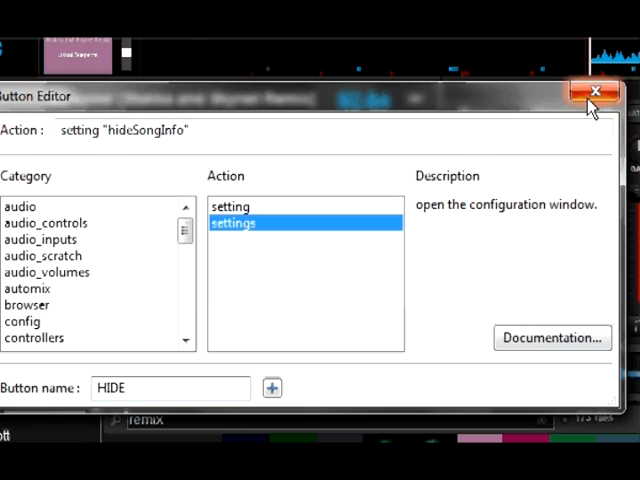 Button Editor
Action : setting "hideSongInfo"
Category Action Description
audio
audio_controls
audio_inputs
audio_scratch
audio_volumes
automix
browser
config
controllers
setting
settings
open the configuration window.
Documentation...
Button name : HIDE
remix